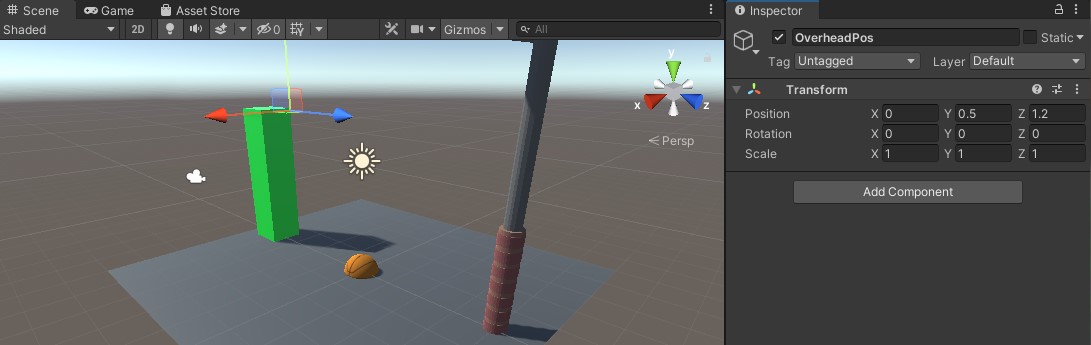 Scene Game Asset Store
Shaded 2D 0 Gizmos All
y
x z
Persp
Inspector
OverheadPos Static
Tag Untagged Layer Default
Transform
Position X 0 Y 0.5 Z 1.2
Rotation X 0 Y 0 Z 0
Scale X 1 Y 1 Z 1
Add Component